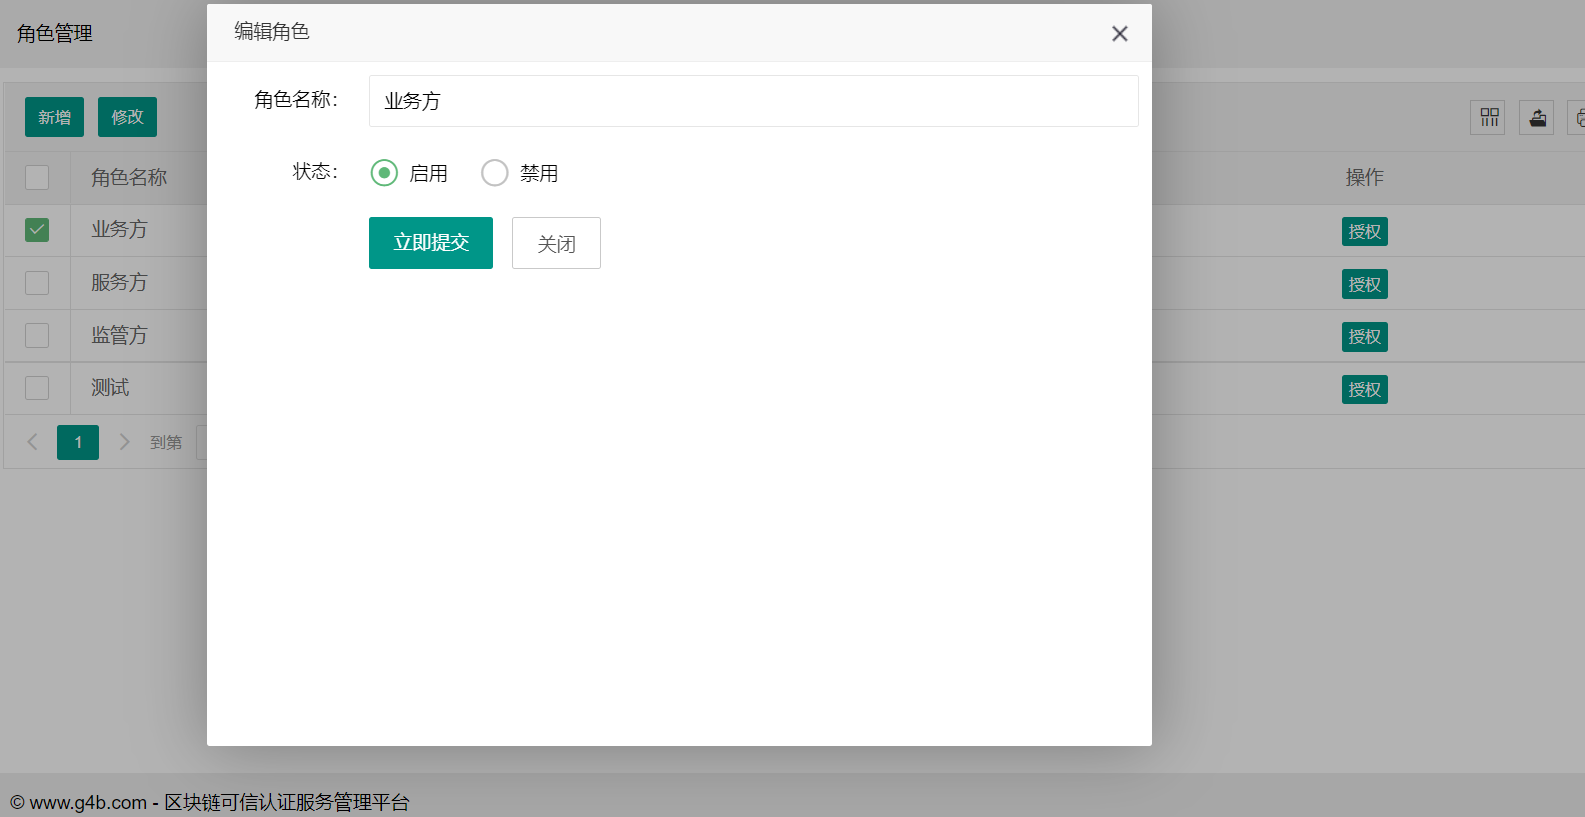 角色管理
编辑角色
角色名称：
业务方
状态：
启用
禁用
立即提交
关闭
新增
修改
角色名称
操作
业务方
授权
服务方
授权
监管方
授权
测试
授权
1
到第
© www.g4b.com - 区块链可信认证服务管理平台